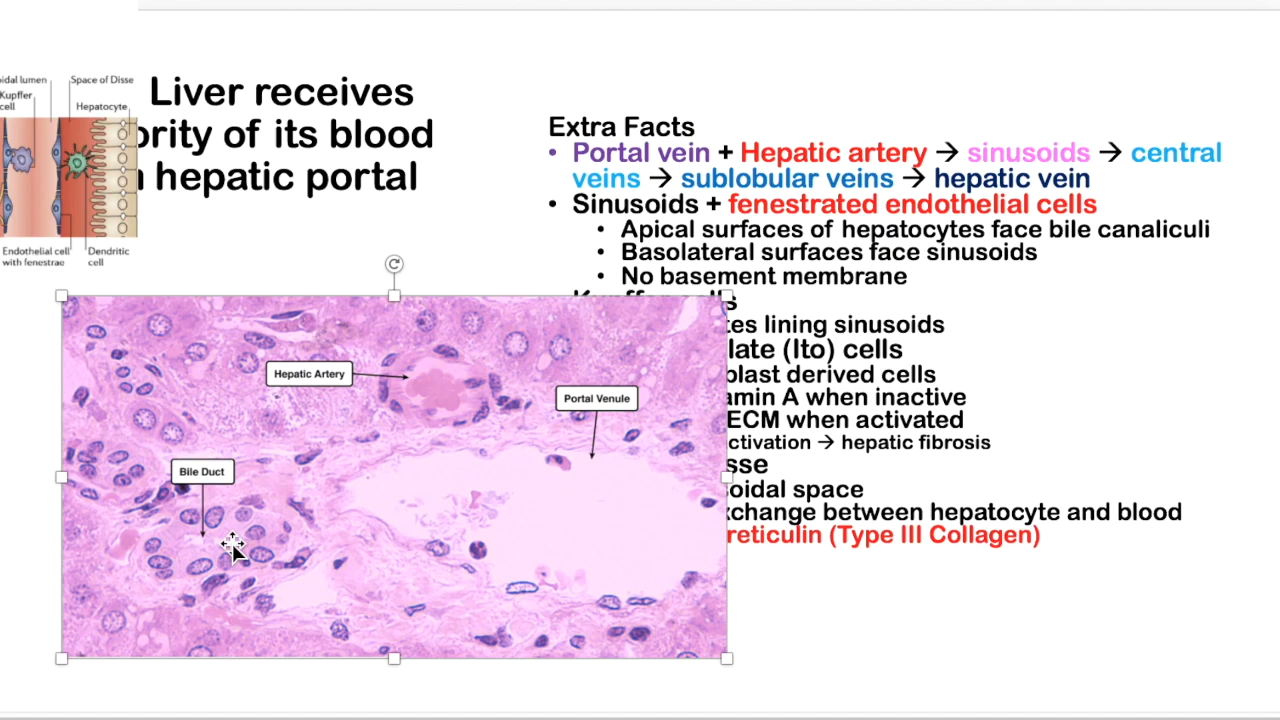 Liver receives
ority of its blood
hepatic portal
oidal lumen
Kupffer
cell
Space of Disse
Hepatocyte
Endothelial cell
with fenestrae
Dendritic
cell
Extra Facts
• Portal vein + Hepatic artery → sinusoids → central
veins → sublobular veins → hepatic vein
• Sinusoids + fenestrated endothelial cells
• Apical surfaces of hepatocytes face bile canaliculi
• Basolateral surfaces face sinusoids
• No basement membrane
tes lining sinusoids
late (Ito) cells
blast derived cells
amin A when inactive
ECM when activated
ctivation → hepatic fibrosis
sse
oidal space
xchange between hepatocyte and blood
reticulin (Type III Collagen)
Hepatic Artery
Portal Venule
Bile Duct